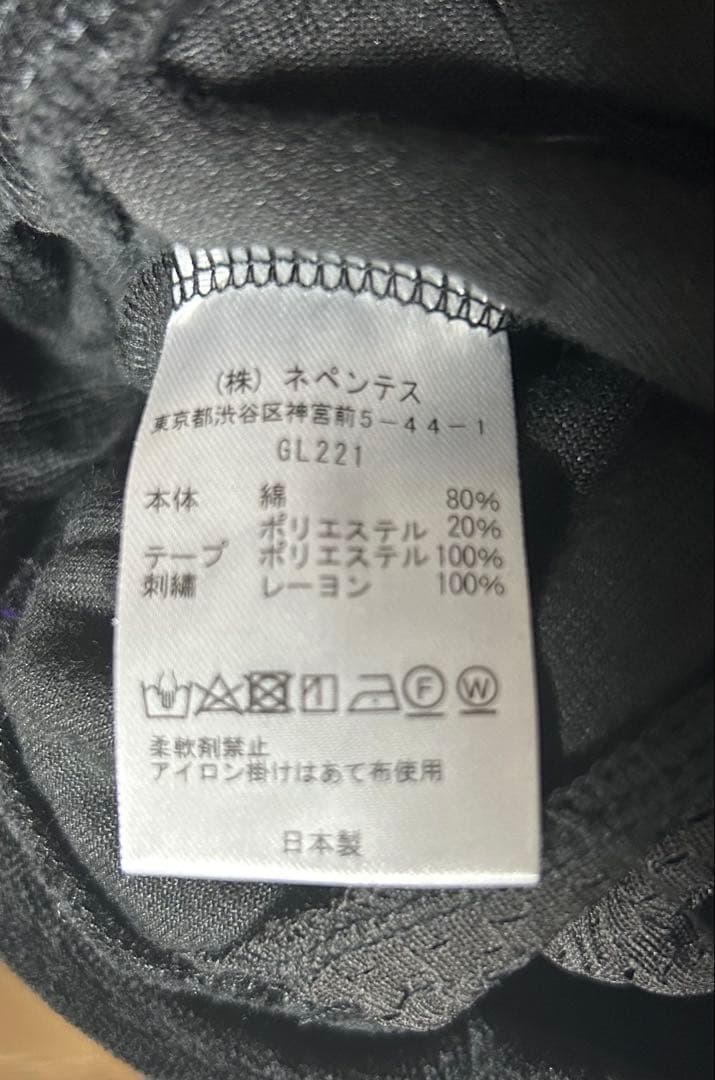 (株) ネペンテス
東京都渋谷区神宮前5-44-1
GL221
本体 綿 80%
ポリエステル 20%
テープ ポリエステル 100%
刺繍 レーヨン 100%
F W
柔軟剤禁止
アイロン掛けはあて布使用
日本製